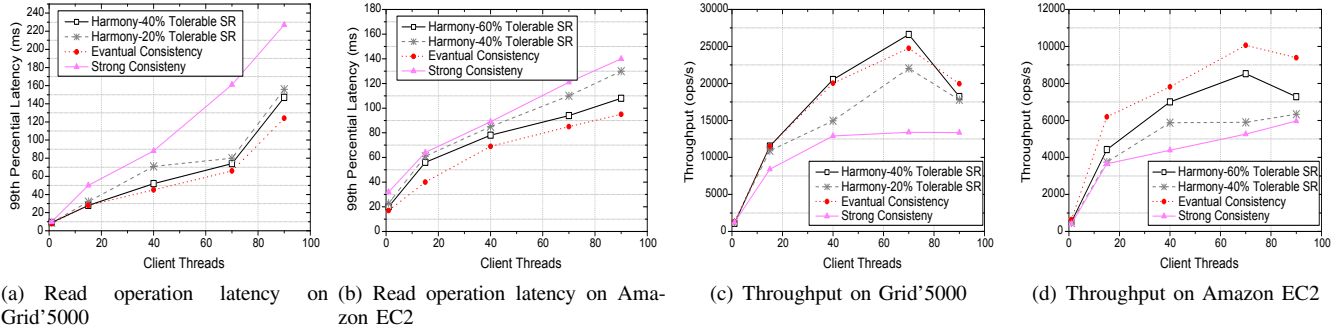 240
220
200
180
160
140
120
100
80
60
40
20
0
0 20 40 60 80 100
99th Percential Latency (ms)
Client Threads
Harmony-40% Tolerable SR
Harmony-20% Tolerable SR
Evantual Consistency
Strong Consisteny
(a) Read operation latency on
Grid'5000
180
160
140
120
100
80
60
40
20
0
0 20 40 60 80 100
99th Percential Latency (ms)
Client Threads
Harmony-60% Tolerable SR
Harmony-40% Tolerable SR
Evantual Consistency
Strong Consisteny
(b) Read operation latency on Ama-
zon EC2
30000
25000
20000
15000
10000
5000
0
0 20 40 60 80 100
Throughput (ops/s)
Client Threads
Harmony-40% Tolerable SR
Harmony-20% Tolerable SR
Evantual Consistency
Strong Consisteny
(c) Throughput on Grid'5000
12000
10000
8000
6000
4000
2000
0
0 20 40 60 80 100
Throughput (ops/s)
Client Threads
Harmony-60% Tolerable SR
Harmony-40% Tolerable SR
Evantual Consistency
Strong Consisteny
(d) Throughput on Amazon EC2